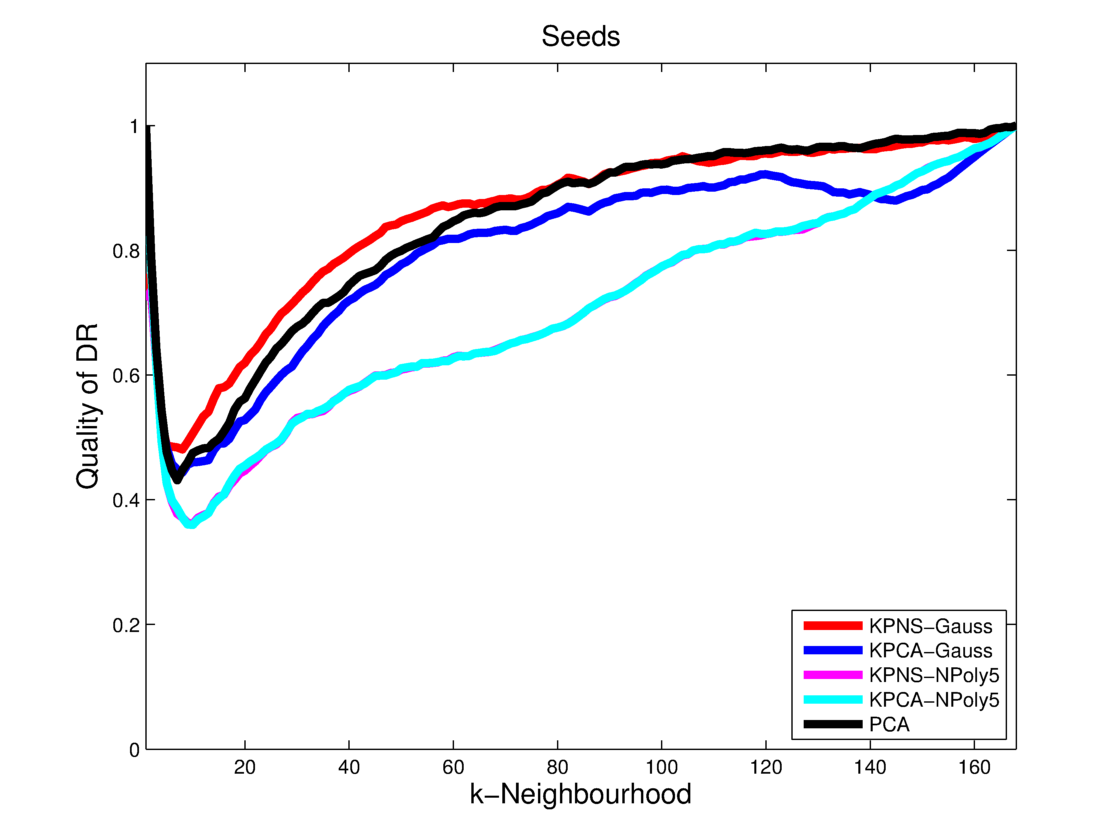 Seeds
1
0.8
0.6
0.4
0.2
0
Quality of DR
20 40 60 80 100 120 140 160
k−Neighbourhood
KPNS−Gauss
KPCA−Gauss
KPNS−NPoly5
KPCA−NPoly5
PCA